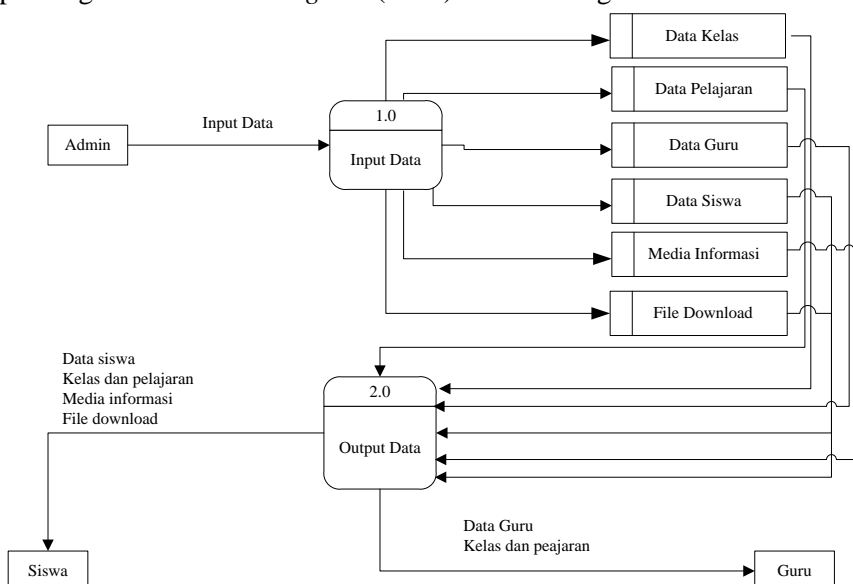 Data Kelas
Data Pelajaran
Input Data
1.0
Admin
Input Data
Data Guru
Data Siswa
Media Informasi
File Download
Data siswa
Kelas dan pelajaran
Media informasi
File download
2.0
Output Data
Data Guru
Kelas dan peajaran
Siswa
Guru